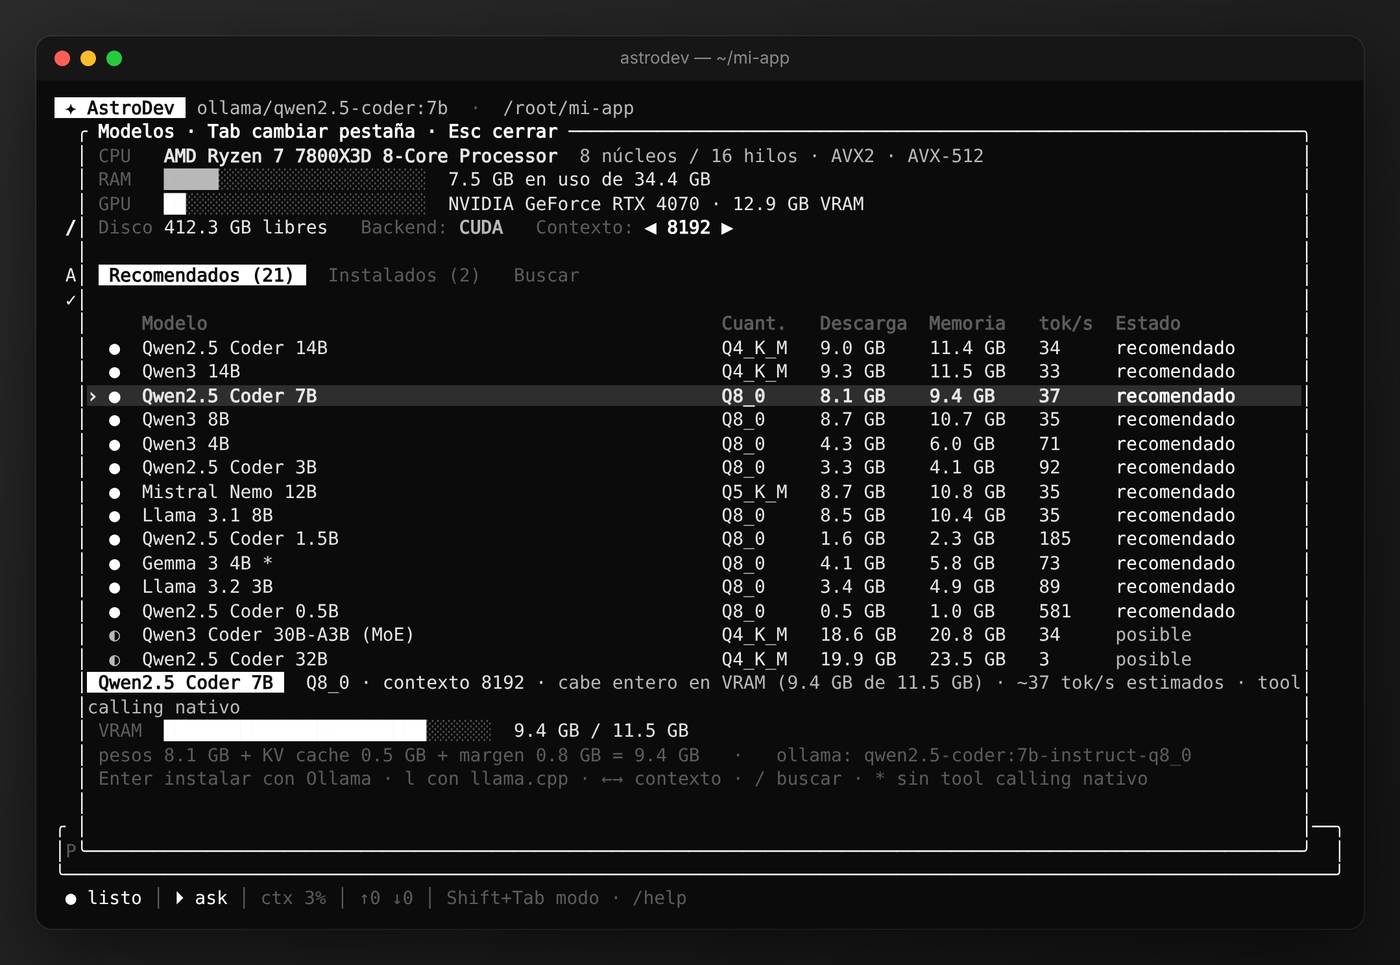 astrodev — ~/mi-app
✦ AstroDev ollama/qwen2.5-coder:7b · /root/mi-app
Modelos · Tab cambiar pestaña · Esc cerrar
CPU AMD Ryzen 7 7800X3D 8-Core Processor 8 núcleos / 16 hilos · AVX2 · AVX-512
RAM 7.5 GB en uso de 34.4 GB
GPU NVIDIA GeForce RTX 4070 · 12.9 GB VRAM
/ Disco 412.3 GB libres Backend: CUDA Contexto: ◀ 8192 ▶
A Recomendados (21) Instalados (2) Buscar
✓
Modelo Cuant. Descarga Memoria tok/s Estado
● Qwen2.5 Coder 14B Q4_K_M 9.0 GB 11.4 GB 34 recomendado
● Qwen3 14B Q4_K_M 9.3 GB 11.5 GB 33 recomendado
› ● Qwen2.5 Coder 7B Q8_0 8.1 GB 9.4 GB 37 recomendado
● Qwen3 8B Q8_0 8.7 GB 10.7 GB 35 recomendado
● Qwen3 4B Q8_0 4.3 GB 6.0 GB 71 recomendado
● Qwen2.5 Coder 3B Q8_0 3.3 GB 4.1 GB 92 recomendado
● Mistral Nemo 12B Q5_K_M 8.7 GB 10.8 GB 35 recomendado
● Llama 3.1 8B Q8_0 8.5 GB 10.4 GB 35 recomendado
● Qwen2.5 Coder 1.5B Q8_0 1.6 GB 2.3 GB 185 recomendado
● Gemma 3 4B * Q8_0 4.1 GB 5.8 GB 73 recomendado
● Llama 3.2 3B Q8_0 3.4 GB 4.9 GB 89 recomendado
● Qwen2.5 Coder 0.5B Q8_0 0.5 GB 1.0 GB 581 recomendado
◐ Qwen3 Coder 30B-A3B (MoE) Q4_K_M 18.6 GB 20.8 GB 34 posible
◐ Qwen2.5 Coder 32B Q4_K_M 19.9 GB 23.5 GB 3 posible
Qwen2.5 Coder 7B Q8_0 · contexto 8192 · cabe entero en VRAM (9.4 GB de 11.5 GB) · ~37 tok/s estimados · tool
calling nativo
VRAM 9.4 GB / 11.5 GB
pesos 8.1 GB + KV cache 0.5 GB + margen 0.8 GB = 9.4 GB · ollama: qwen2.5-coder:7b-instruct-q8_0
Enter instalar con Ollama · l con llama.cpp · ←→ contexto · / buscar · * sin tool calling nativo
P
● listo │ ⏵ ask │ ctx 3% │ ↑0 ↓0 │ Shift+Tab modo · /help